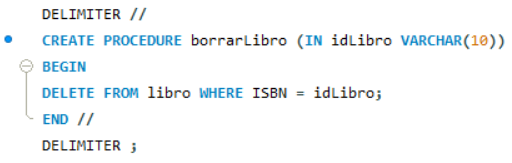 DELIMITER //
CREATE PROCEDURE borrarLibro (IN idLibro VARCHAR(10))
BEGIN
DELETE FROM libro WHERE ISBN = idLibro;
END //
DELIMITER ;